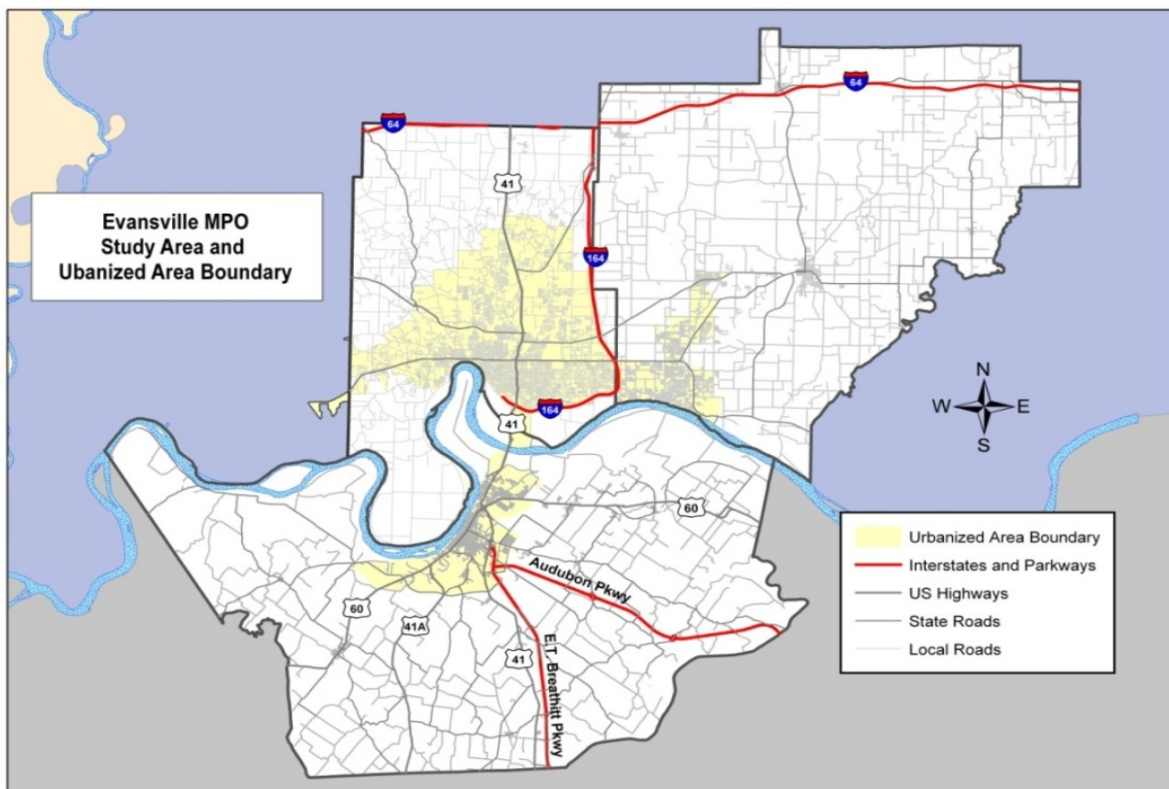 64
64
41
Evansville MPO
Study Area and
Ubanized Area Boundary
164
N
W E
S
164
41
60
Urbanized Area Boundary
Interstates and Parkways
US Highways
State Roads
Local Roads
Audubon Pkwy
60
41A
41
E.T. Breathitt Pkwy